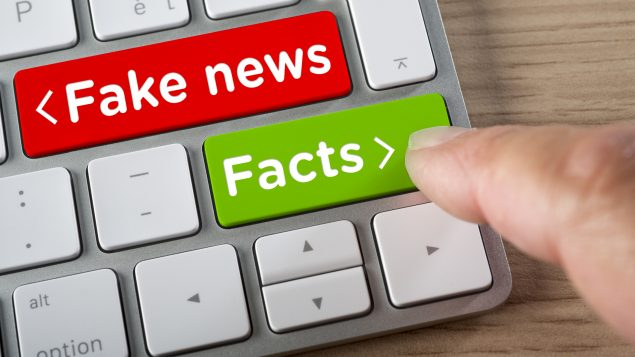 P
è
< Fake news
Facts >
:
.
_
-
alt
option